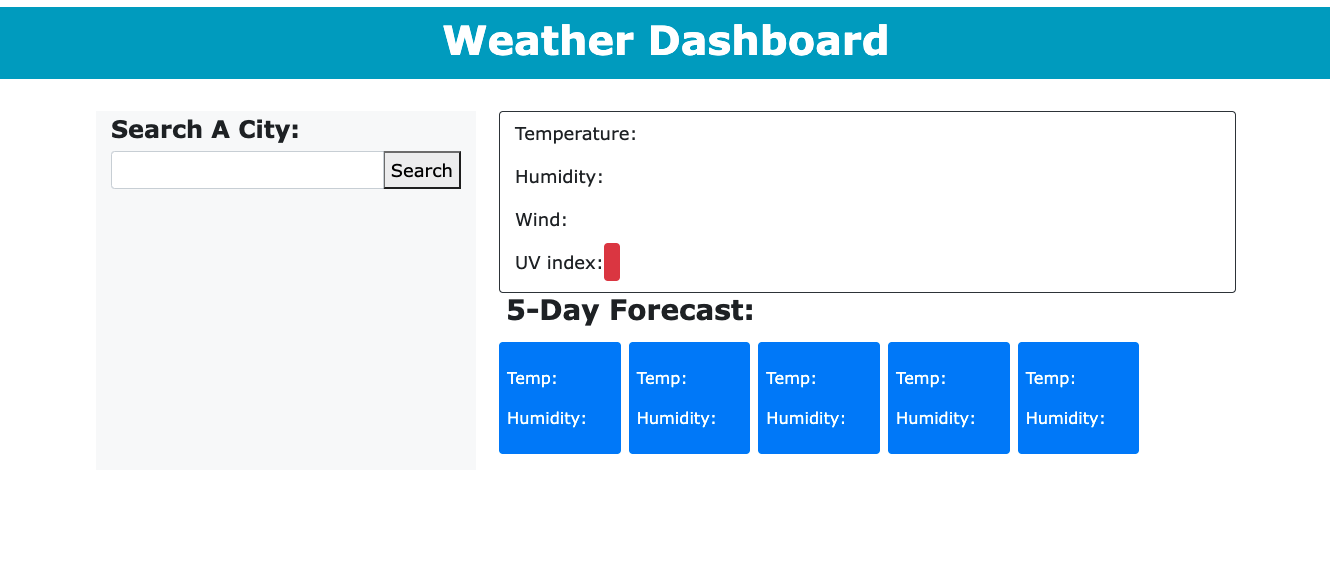 Weather Dashboard
Search A City:
Search
Temperature:
Humidity:
Wind:
UV index:
5-Day Forecast:
Temp:
Humidity:
Temp:
Humidity:
Temp:
Humidity:
Temp:
Humidity:
Temp:
Humidity: